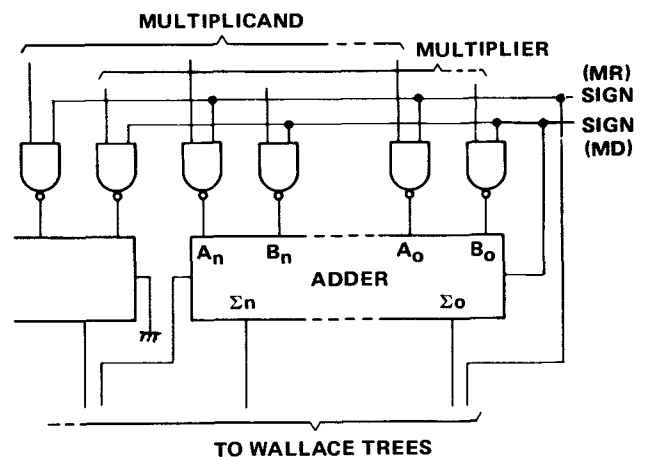 MULTIPLICAND
MULTIPLIER
(MR)
SIGN
SIGN
(MD)
An Bn Ao Bo
ADDER
Σn Σo
TO WALLACE TREES